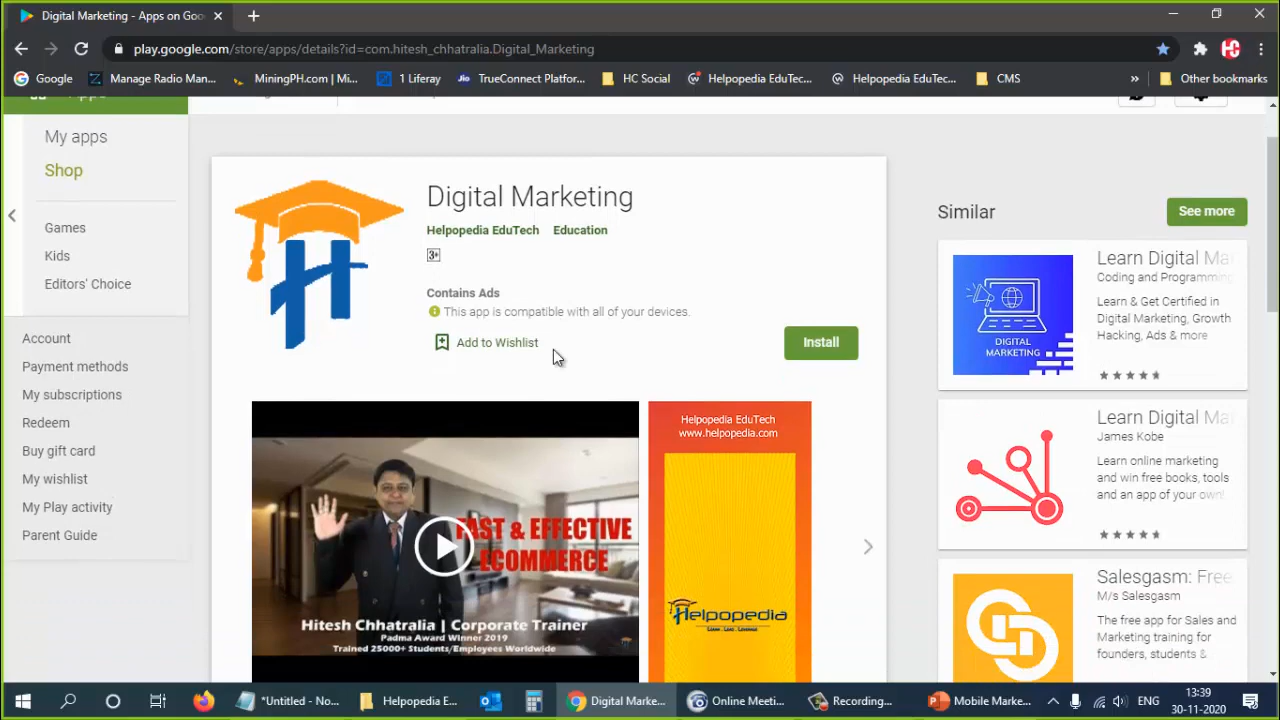 Digital Marketing - Apps on Goo
play.google.com/store/apps/details?id=com.hitesh_chhatralia.Digital_Marketing
Google
Manage Radio Man...
MiningPH.com | Mi...
1 Liferay
TrueConnect Platfor...
HC Social
Helpopedia EduTec...
Helpopedia EduTec...
CMS
Other bookmarks
My apps
Shop
Games
Kids
Editors' Choice
Account
Payment methods
My subscriptions
Redeem
Buy gift card
My wishlist
My Play activity
Parent Guide
Digital Marketing
Helpopedia EduTech Education
3+
Contains Ads
This app is compatible with all of your devices.
Add to Wishlist
Install
FAST & EFFECTIVE
ECOMMERCE
Hitesh Chhatralia | Corporate Trainer
Padma Award Winner 2019
Trained 25000+ Students/Employees Worldwide
Helpopedia EduTech
www.helpopedia.com
Helpopedia
Similar
See more
DIGITAL
MARKETING
Learn Digital Ma
Coding and Programming
Learn & Get Certified in
Digital Marketing, Growth
Hacking, Ads & more
Learn Digital Ma
James Kobe
Learn online marketing
and win free books, tools
and an app of your own!
Salesgasm: Free
M/s Salesgasm
The free app for Sales and
Marketing training for
founders, students &
*Untitled - No...
Helpopedia E...
Digital Marke...
Online Meeti...
Recording...
Mobile Marke...
ENG
13:39
30-11-2020